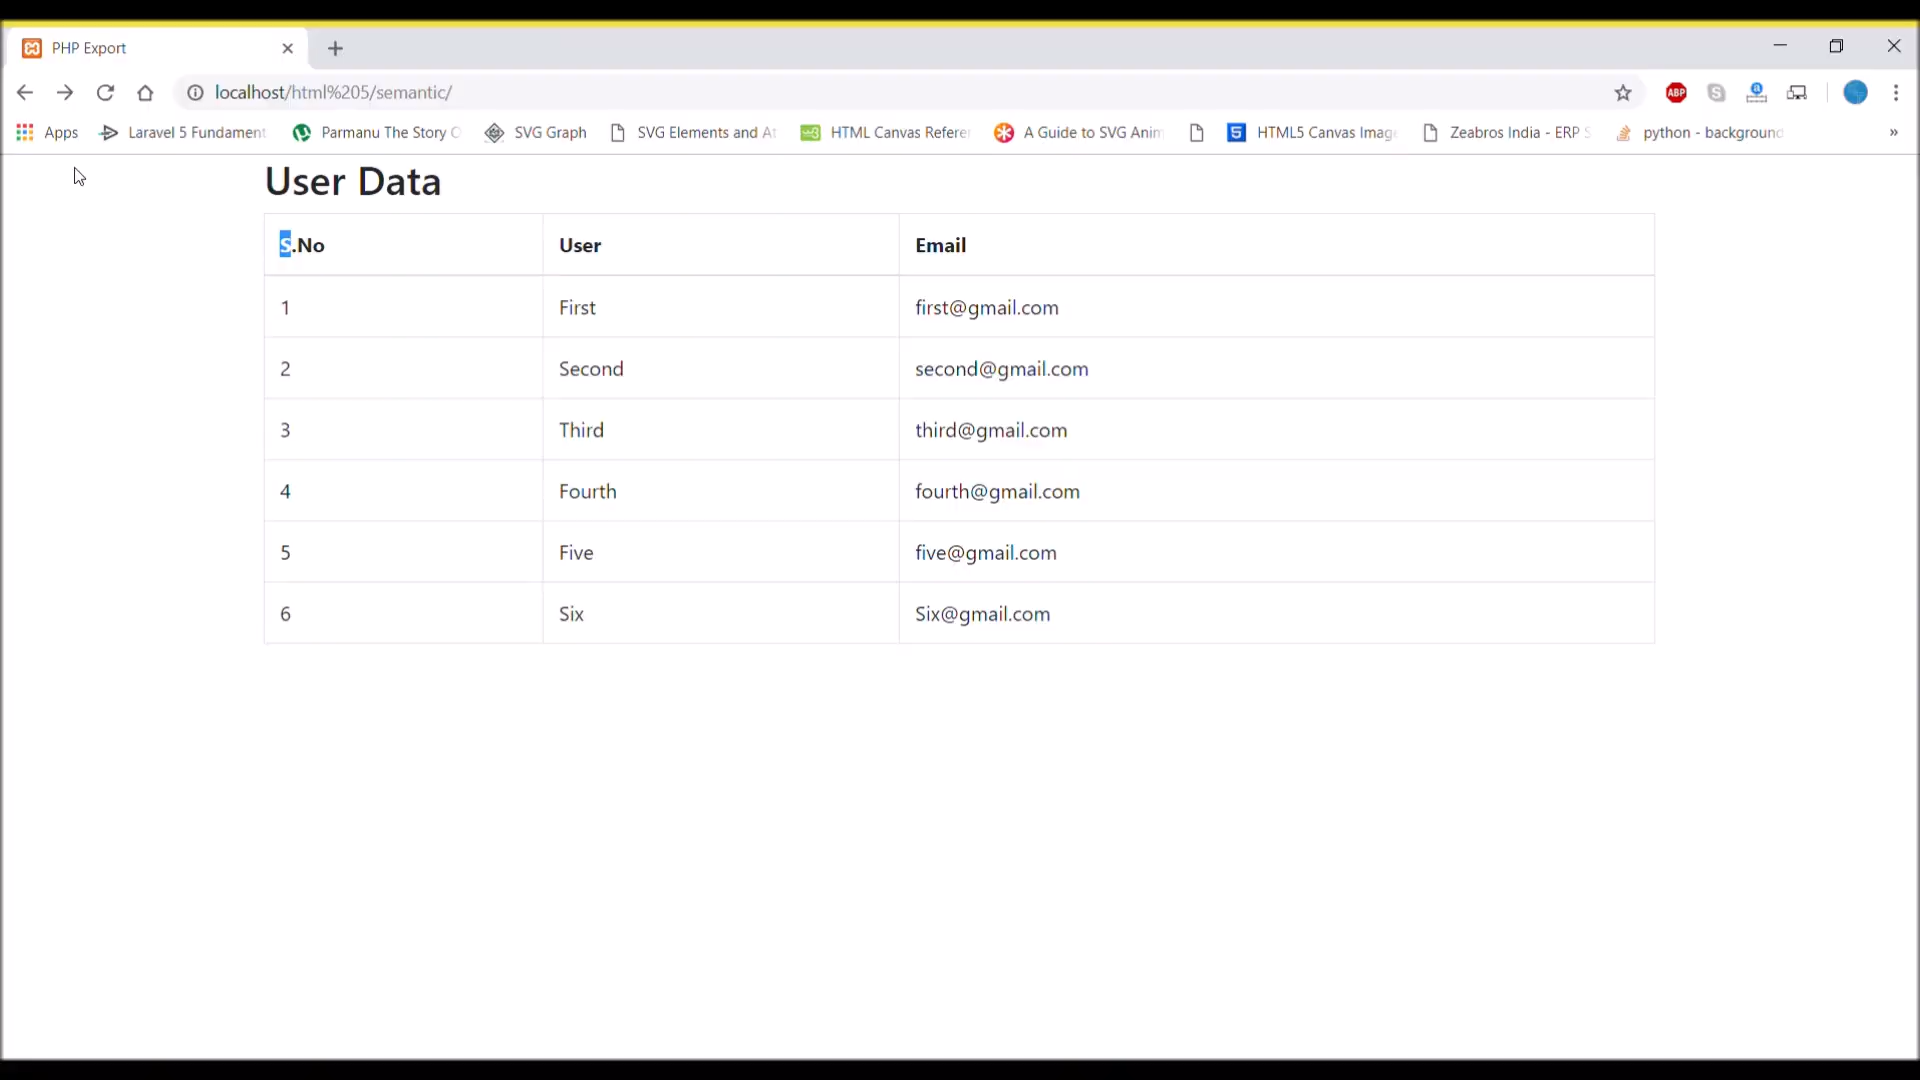 PHP Export
localhost/html%205/semantic/
ABP
Apps
Laravel 5 Fundament
Parmanu The Story
SVG Graph
SVG Elements and At
HTML Canvas Refere
A Guide to SVG Anim
HTML5 Canvas Imag
Zeabros India - ERP
python - background
»
User Data
S.No User Email
1 First first@gmail.com
2 Second second@gmail.com
3 Third third@gmail.com
4 Fourth fourth@gmail.com
5 Five five@gmail.com
6 Six Six@gmail.com